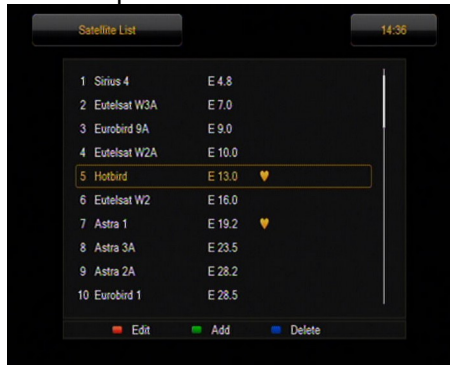 Satellite List 14:36
1 Sirius 4 E 4.8
2 Eutelsat W3A E 7.0
3 Eurobird 9A E 9.0
4 Eutelsat W2A E 10.0
5 Hotbird E 13.0
6 Eutelsat W2 E 16.0
7 Astra 1 E 19.2
8 Astra 3A E 23.5
9 Astra 2A E 28.2
10 Eurobird 1 E 28.5
Edit Add Delete